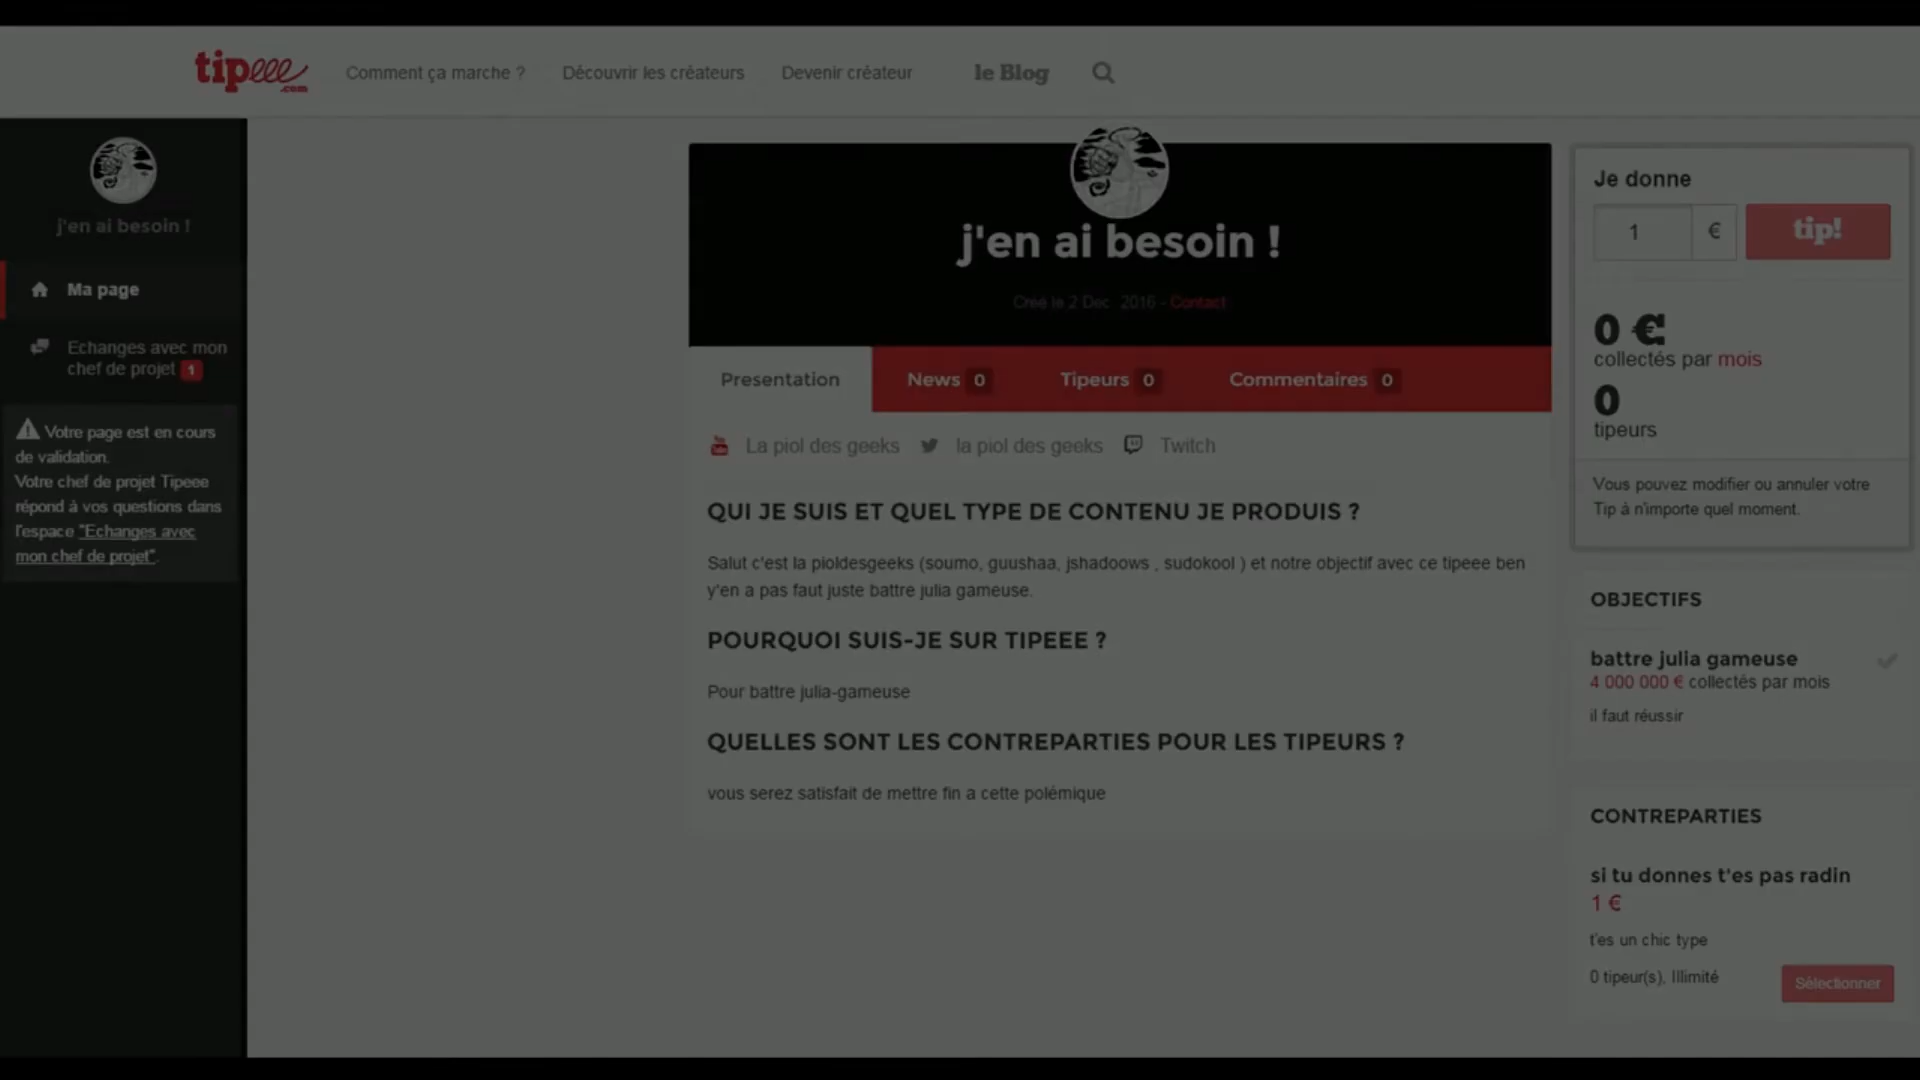 tipeee.com
Comment ça marche ?
Découvrir les créateurs
Devenir créateur
le Blog
j'en ai besoin !
Ma page
Echanges avec mon
chef de projet 1
Votre page est en cours
de validation.
Votre chef de projet Tipeee
répond à vos questions dans
l'espace "Echanges avec
mon chef de projet".
j'en ai besoin !
Créé le 2 Déc. 2016 - Contact
Presentation
News 0
Tipeurs 0
Commentaires 0
La piol des geeks
la piol des geeks
Twitch
QUI JE SUIS ET QUEL TYPE DE CONTENU JE PRODUIS ?
Salut c'est la pioldesgeeks (soumo, guushaa, jshadoows , sudokool ) et notre objectif avec ce tipeee ben
y'en a pas faut juste battre julia gameuse.
POURQUOI SUIS-JE SUR TIPEEE ?
Pour battre julia-gameuse
QUELLES SONT LES CONTREPARTIES POUR LES TIPEURS ?
vous serez satisfait de mettre fin a cette polémique
Je donne
1 €
tip!
0 €
collectés par mois
0
tipeurs
Vous pouvez modifier ou annuler votre
Tip à n'importe quel moment.
OBJECTIFS
battre julia gameuse
4 000 000 € collectés par mois
il faut réussir
CONTREPARTIES
si tu donnes t'es pas radin
1 €
t'es un chic type
0 tipeur(s), Illimité
Sélectionner